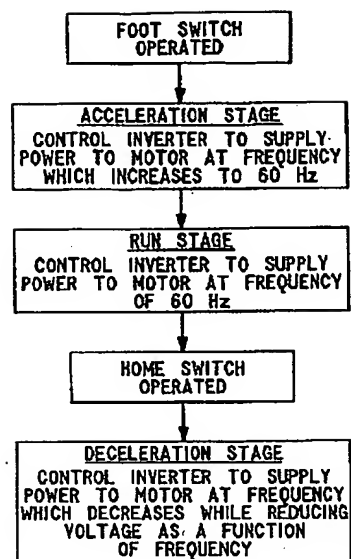 FOOT SWITCH
OPERATED
ACCELERATION STAGE
CONTROL INVERTER TO SUPPLY
POWER TO MOTOR AT FREQUENCY
WHICH INCREASES TO 60 Hz
RUN STAGE
CONTROL INVERTER TO SUPPLY
POWER TO MOTOR AT FREQUENCY
OF 60 Hz
HOME SWITCH
OPERATED
DECELERATION STAGE
CONTROL INVERTER TO SUPPLY
POWER TO MOTOR AT FREQUENCY
WHICH DECREASES WHILE REDUCING
VOLTAGE AS A FUNCTION
OF FREQUENCY